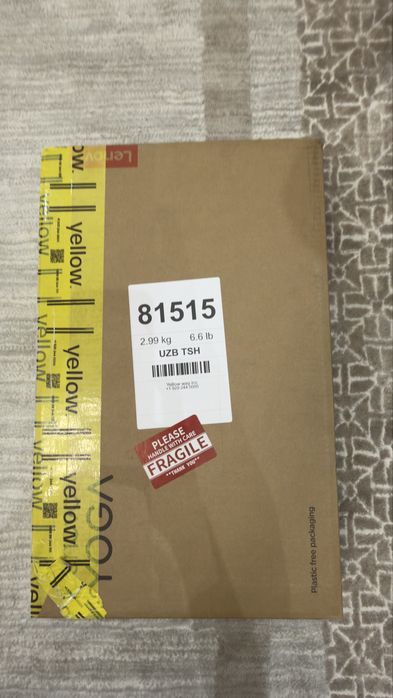 Lenov
yellow.
yellow.
yellow.
yellow.
yellow.
81515
2.99 kg 6.6 lb
UZB TSH
PLEASE
HANDLE WITH CARE
FRAGILE
**THANK YOU**
YOGA
Plastic free packaging